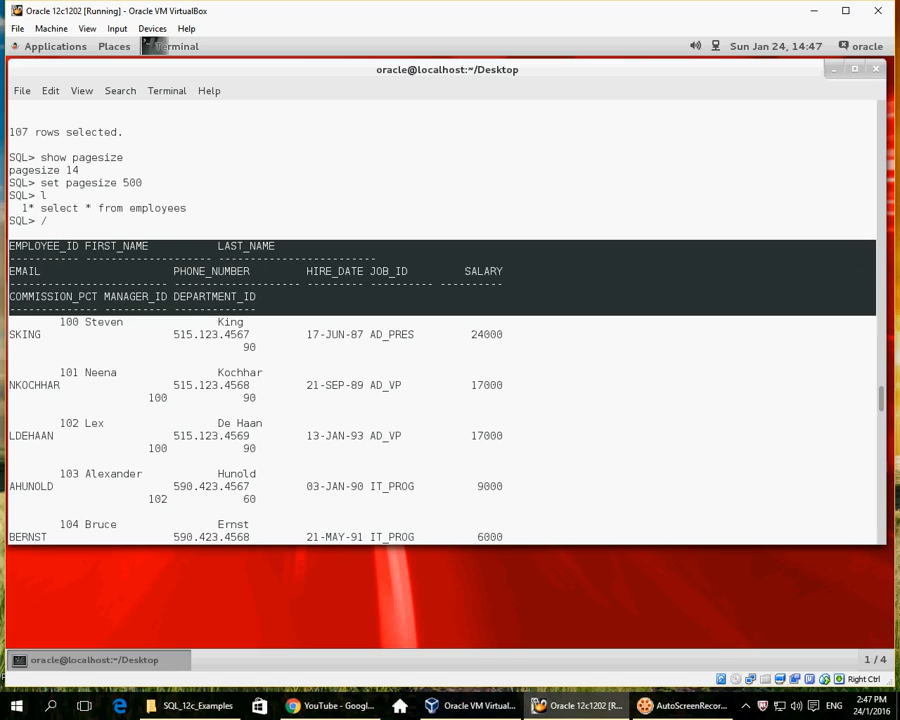 Oracle 12c1202 [Running] - Oracle VM VirtualBox
File Machine View Input Devices Help
Applications Places Terminal Sun Jan 24, 14:47 oracle
oracle@localhost:~/Desktop
File Edit View Search Terminal Help
107 rows selected.
SQL> show pagesize
pagesize 14
SQL> set pagesize 500
SQL> l
1* select * from employees
SQL> /
EMPLOYEE_ID FIRST_NAME LAST_NAME
----------- -------------------- -------------------------
EMAIL PHONE_NUMBER HIRE_DATE JOB_ID SALARY
------------------------- -------------------- --------- ---------- ----------
COMMISSION_PCT MANAGER_ID DEPARTMENT_ID
-------------- ---------- -------------
100 Steven King
SKING 515.123.4567 17-JUN-87 AD_PRES 24000
90
101 Neena Kochhar
NKOCHHAR 515.123.4568 21-SEP-89 AD_VP 17000
100 90
102 Lex De Haan
LDEHAAN 515.123.4569 13-JAN-93 AD_VP 17000
100 90
103 Alexander Hunold
AHUNOLD 590.423.4567 03-JAN-90 IT_PROG 9000
102 60
104 Bruce Ernst
BERNST 590.423.4568 21-MAY-91 IT_PROG 6000
oracle@localhost:~/Desktop 1 / 4
Right Ctrl
SQL_12c_Examples YouTube - Googl... Oracle VM Virtual... Oracle 12c1202 [R... AutoScreenRecor... 2:47 PM
24/1/2016